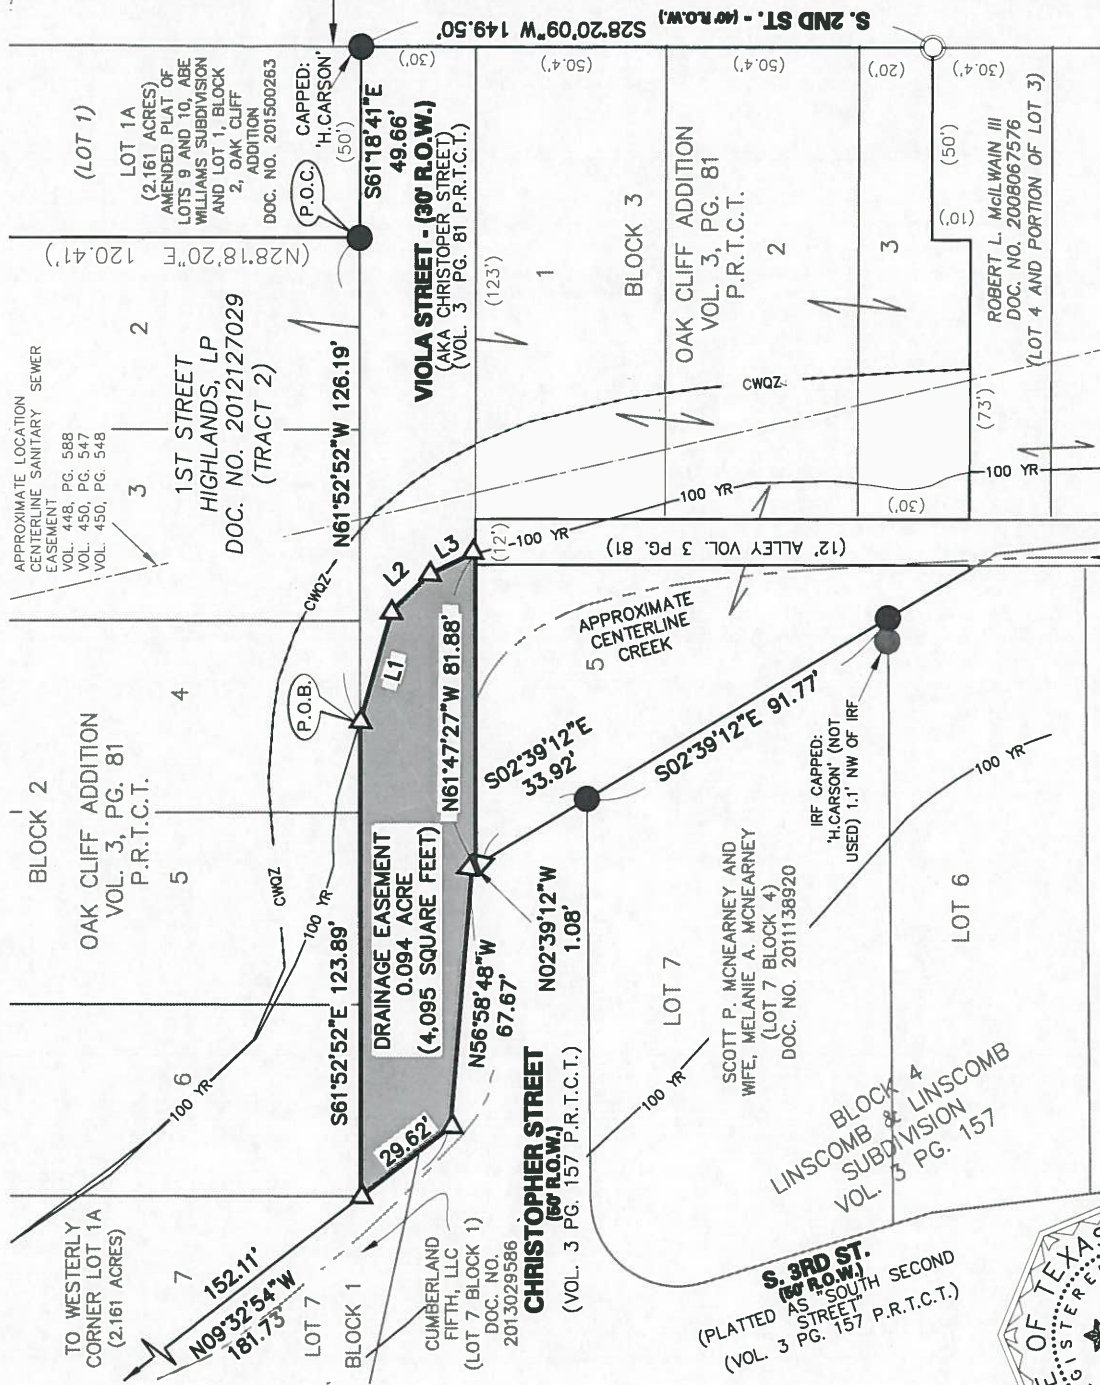 (LOT 1)
LOT 1A
(2.161 ACRES)
AMENDED PLAT OF
LOTS 9 AND 10, ABE
WILLIAMS SUBDIVISION
AND LOT 1, BLOCK
2, OAK CLIFF
ADDITION
DOC. NO. 201500263
CAPPED:
'H.CARSON'
P.O.C.
(50')
S61°18'41"E
49.66'
S28°20'09"W 149.50'
S. 2ND ST. - (40' R.O.W.)
(30')
(50.4')
(50.4')
(20')
(30.4')
(N28°18'20"E 120.41')
VIOLA STREET - (30' R.O.W.)
(AKA CHRISTOPER STREET)
(VOL. 3 PG. 81 P.R.T.C.T.)
(123')
1
BLOCK 3
OAK CLIFF ADDITION
VOL. 3, PG. 81
P.R.T.C.T.
2
3
(10')
(50')
ROBERT L. McILWAIN III
DOC. NO. 2008067576
(LOT 4 AND PORTION OF LOT 3)
(73')
2
1ST STREET
HIGHLANDS, LP
DOC. NO. 2012127029
(TRACT 2)
N61°52'52"W 126.19'
APPROXIMATE LOCATION
CENTERLINE SANITARY SEWER
EASEMENT
VOL. 448, PG. 588
VOL. 450, PG. 547
VOL. 450, PG. 548
3
CWQZ
CWQZ
CWQZ
100 YR
100 YR
100 YR
(30')
(12')
(12' ALLEY VOL. 3 PG. 81)
L1
L2
L3
P.O.B.
4
BLOCK 2
OAK CLIFF ADDITION
VOL. 3, PG. 81
P.R.T.C.T.
5
100 YR
6
100 YR
S61°52'52"E 123.89'
DRAINAGE EASEMENT
0.094 ACRE
(4,095 SQUARE FEET)
N61°47'27"W 81.88'
APPROXIMATE
CENTERLINE
CREEK
5
S02°39'12"E
33.92'
S02°39'12"E 91.77'
N02°39'12"W
1.08'
N56°58'48"W
67.67'
29.62'
IRF CAPPED:
'H.CARSON' (NOT
USED) 1.1' NW OF IRF
100 YR
SCOTT P. MCNEARNEY AND
WIFE, MELANIE A. MCNEARNEY
(LOT 7 BLOCK 4)
DOC. NO. 2011138920
LOT 7
LOT 6
100 YR
BLOCK 4
LINSCOMB & LINSCOMB
SUBDIVISION
VOL. 3 PG. 157
CHRISTOPHER STREET
(50' R.O.W.)
(VOL. 3 PG. 157 P.R.T.C.T.)
TO WESTERLY
CORNER LOT 1A
(2.161 ACRES)
7
152.11'
N09°32'54"W
181.73'
LOT 7
BLOCK 1
CUMBERLAND
FIFTH, LLC
(LOT 7 BLOCK 1)
DOC. NO.
2013029586
S. 3RD ST.
(50' R.O.W.)
(PLATTED AS "SOUTH SECOND
STREET"
(VOL. 3 PG. 157 P.R.T.C.T.)
OF TEXAS